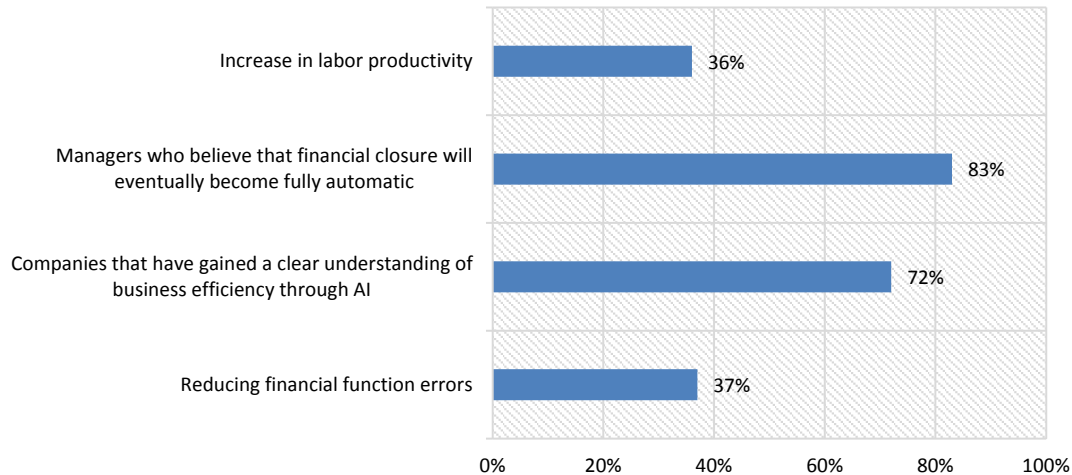 Increase in labor productivity
36%
Managers who believe that financial closure will
eventually become fully automatic
83%
Companies that have gained a clear understanding of
business efficiency through AI
72%
Reducing financial function errors
37%
0% 20% 40% 60% 80% 100%